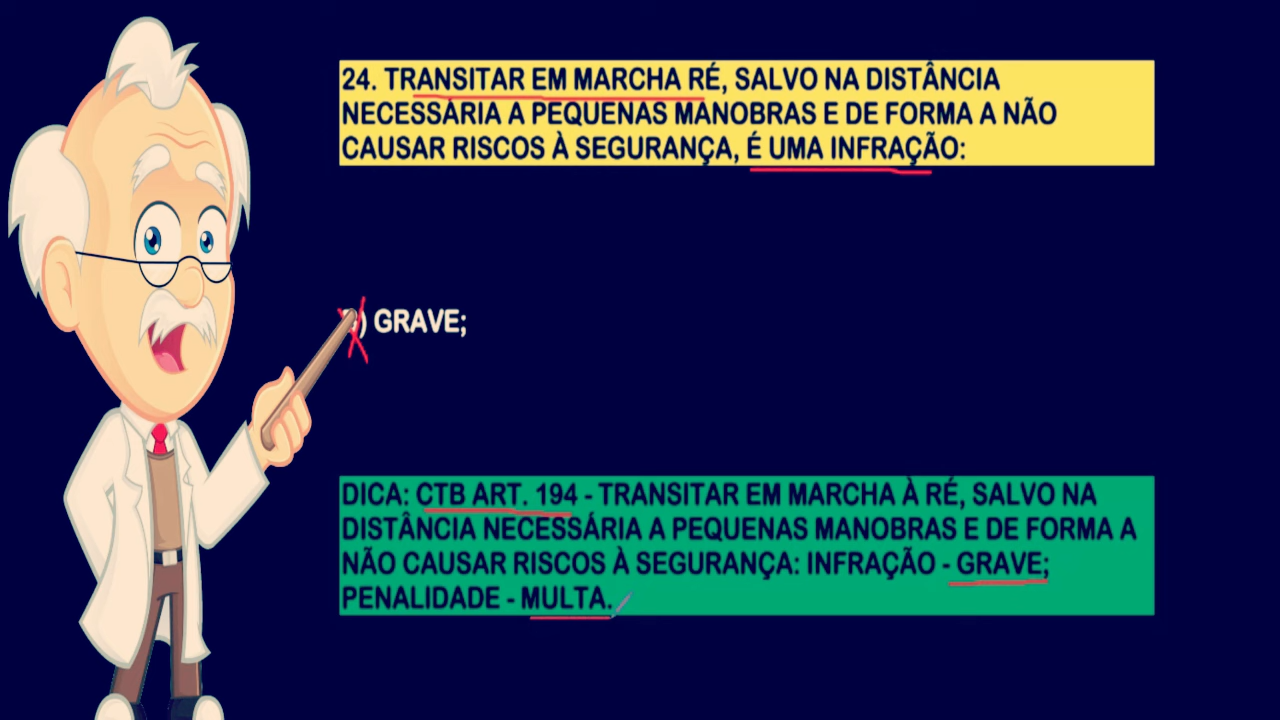 24. TRANSITAR EM MARCHA RÉ, SALVO NA DISTÂNCIA
NECESSÁRIA A PEQUENAS MANOBRAS E DE FORMA A NÃO
CAUSAR RISCOS À SEGURANÇA, É UMA INFRAÇÃO:
) GRAVE;
DICA: CTB ART. 194 - TRANSITAR EM MARCHA À RÉ, SALVO NA
DISTÂNCIA NECESSÁRIA A PEQUENAS MANOBRAS E DE FORMA A
NÃO CAUSAR RISCOS À SEGURANÇA: INFRAÇÃO - GRAVE;
PENALIDADE - MULTA.